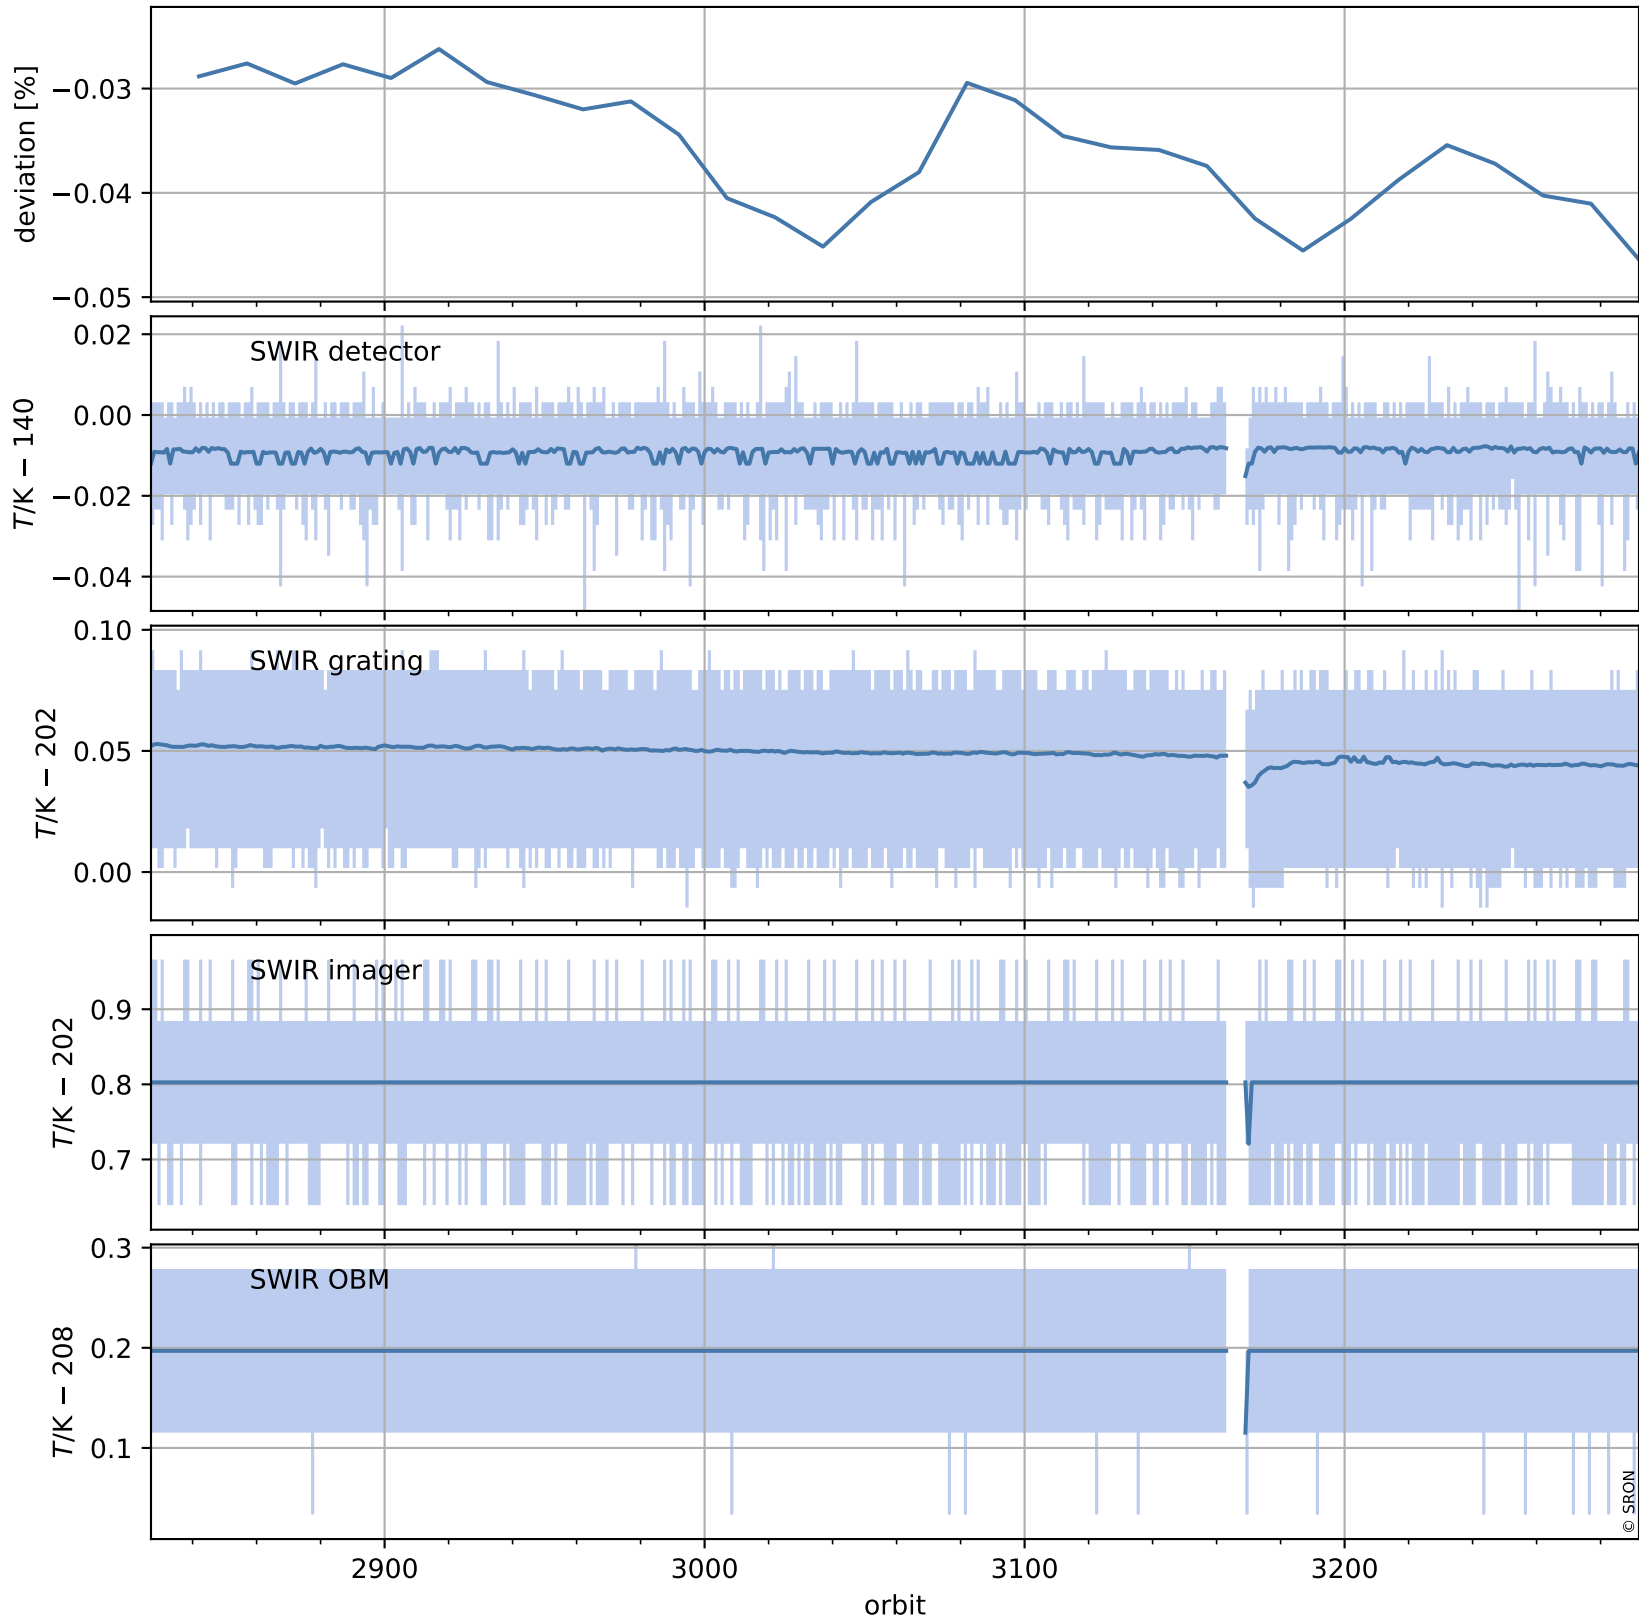 deviation [%]
−0.03
−0.04
−0.05
SWIR detector
T/K − 140
0.02
0.00
−0.02
−0.04
SWIR grating
T/K − 202
0.10
0.05
0.00
SWIR imager
T/K − 202
0.9
0.8
0.7
SWIR OBM
T/K − 208
0.3
0.2
0.1
© SRON
2900 3000 3100 3200
orbit